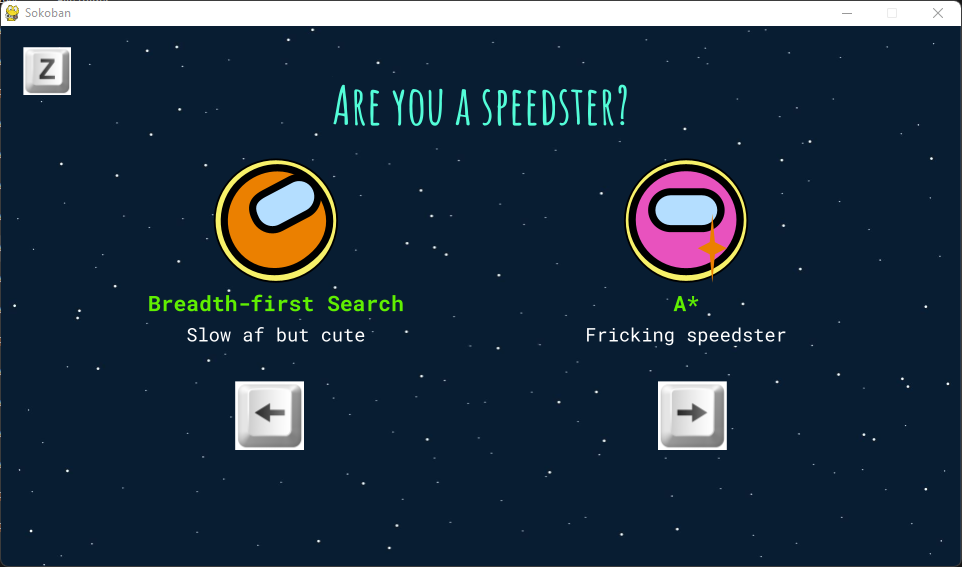 Sokoban
Z
Are you a speedster?
Breadth-first Search
A*
Slow af but cute
Fricking speedster